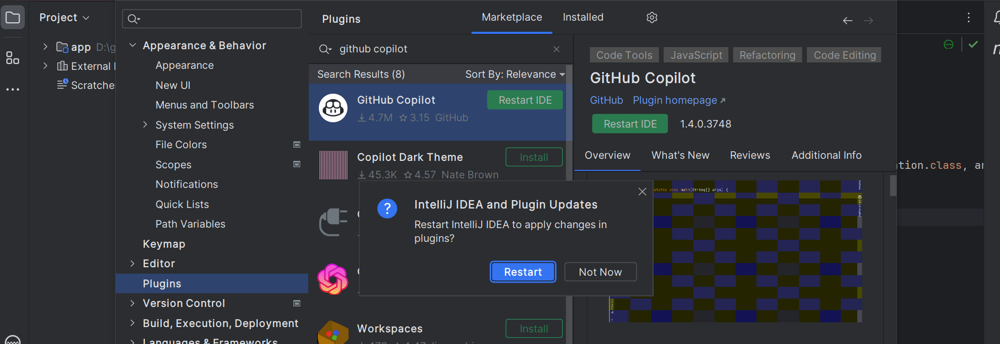 Project
app D:\g
External
Scratche
Appearance & Behavior
Appearance
New UI
Menus and Toolbars
System Settings
File Colors
Scopes
Notifications
Quick Lists
Path Variables
Keymap
Editor
Plugins
Version Control
Build, Execution, Deployment
Languages & Frameworks
Plugins
Marketplace
Installed
github copilot
Search Results (8)
Sort By: Relevance
GitHub Copilot
Restart IDE
4.7M 3.15 GitHub
Copilot Dark Theme
Install
45.3K 4.57 Nate Brown
Workspaces
Install
IntelliJ IDEA and Plugin Updates
Restart IntelliJ IDEA to apply changes in
plugins?
Restart
Not Now
Code Tools
JavaScript
Refactoring
Code Editing
GitHub Copilot
GitHub Plugin homepage
Restart IDE
1.4.0.3748
Overview
What's New
Reviews
Additional Info
static void main(String[] args) {
tion.class, ar